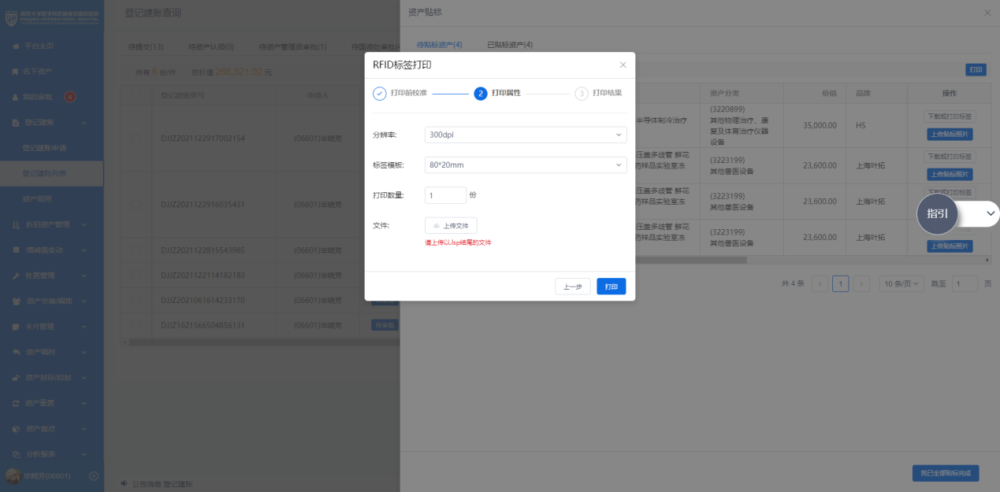 登记建账查询
资产贴标
平台主页
名下资产
我的审批 4
登记建账
登记建账申请
登记建账列表
资产领用
折旧资产管理
增减值变动
处置管理
资产交接/调拨
卡片管理
资产调剂
资产封存/启封
资产重置
资产盘点
分析报表
毕晓芳(06601)
待提交(13) 待资产认领(0) 待资产管理员审批(1) 待国资处审批(
共有 6 台/件 总价值 266,321.02 元
登记建账单号 申请人
DJJZ2021122917002154 (06601)毕晓芳
DJJZ2021122916035431 (06601)毕晓芳
DJJZ2021122815543985 (06601)毕晓芳
DJJZ2021122114182183 (06601)毕晓芳
DJJZ2021061614233170 (06601)毕晓芳
DJJZ1621566504856131 (06601)毕晓芳 待审批
公告消息 登记建账
待贴标资产(4) 已贴标资产(4)
打印
资产分类 价值 品牌 操作
半导体制冷治疗
(3220899)
其他物理治疗、康
复及体育治疗仪器
设备
35,000.00 HS
下载或打印标签
上传贴标照片
压盖多歧管 鲜花
药样品实验室冻
(3223199)
其他兽医设备
23,600.00 上海叶拓
下载或打印标签
上传贴标照片
压盖多歧管 鲜花
药样品实验室冻
(3223199)
其他兽医设备
23,600.00 上海叶拓
下载或打印标签
压盖多歧管 鲜花
药样品实验室冻
(3223199)
其他兽医设备
23,600.00 上海叶拓
上传贴标照片
指引
共 4 条 1 10 条/页 跳至 1 页
我已全部贴标完成
RFID标签打印
打印前校准 2 打印属性 3 打印结果
分辨率: 300dpi
标签模板: 80*20mm
打印数量: 1 份
文件: 上传文件
请上传以.lsp结尾的文件
上一步 打印